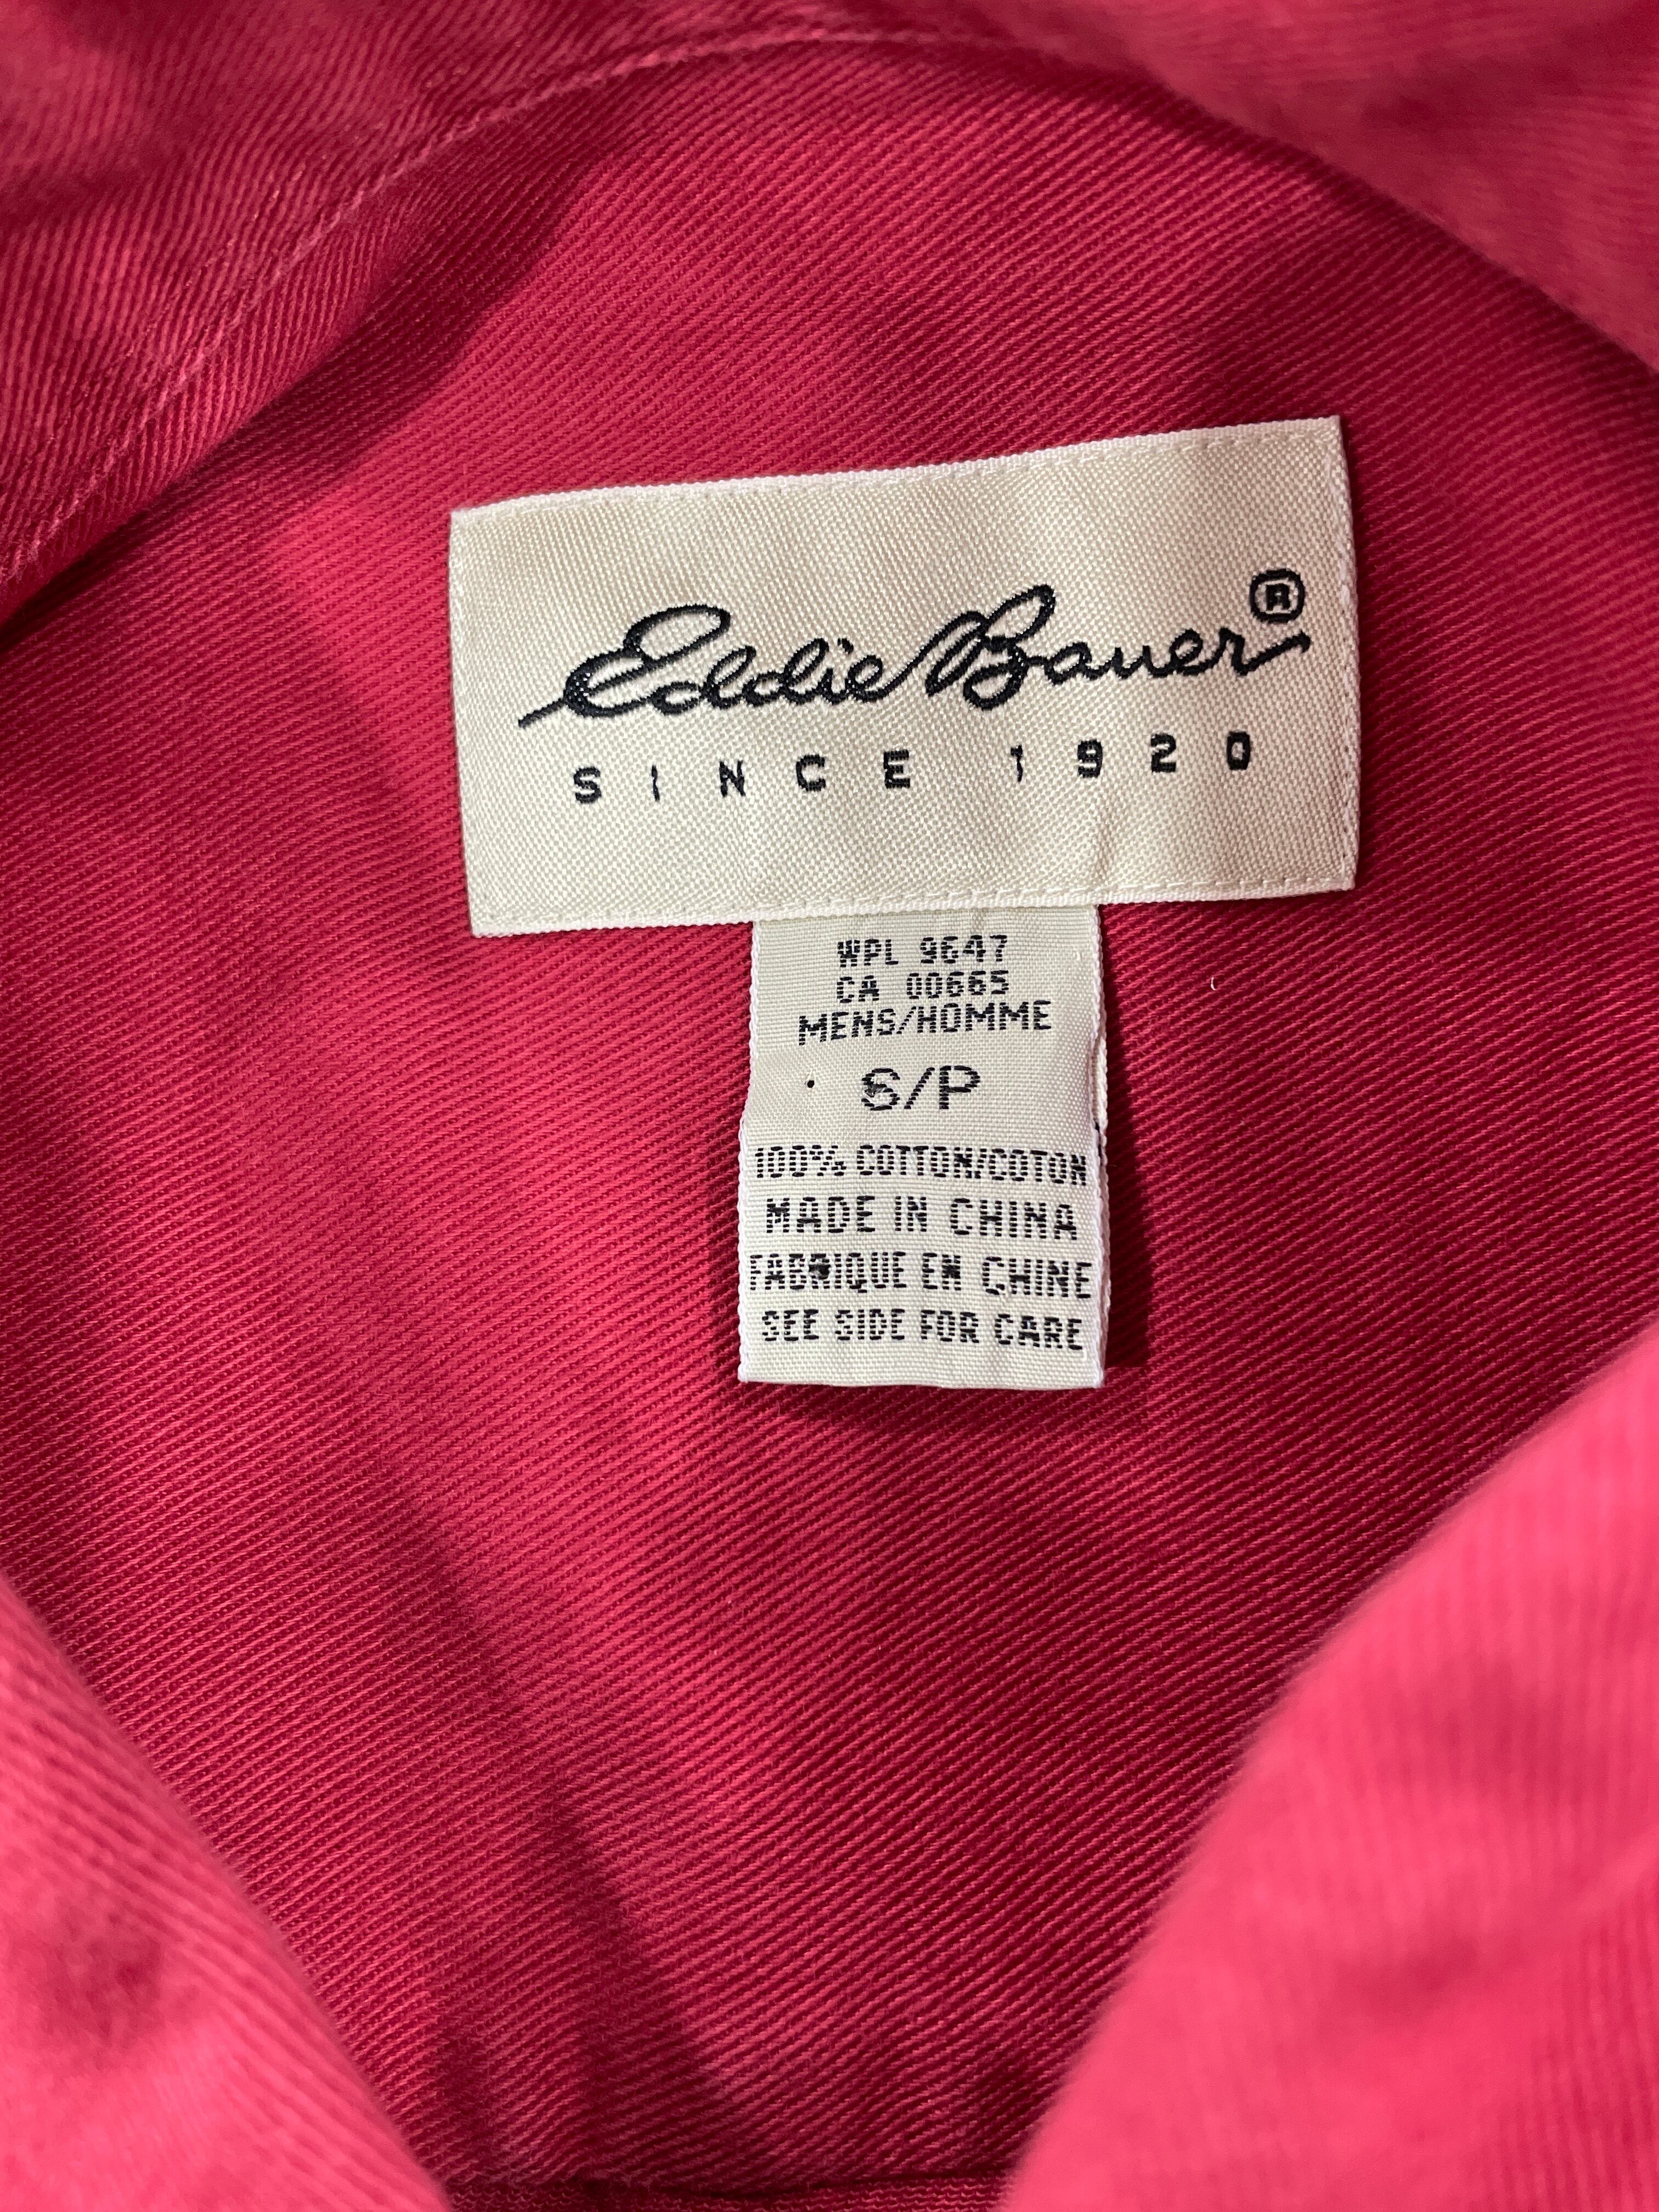 Eddie Bauer®
SINCE 1920
WPL 9647
CA 00665
MENS/HOMME
S/P
100% COTTON/COTON
MADE IN CHINA
FABRIQUE EN CHINE
SEE SIDE FOR CARE